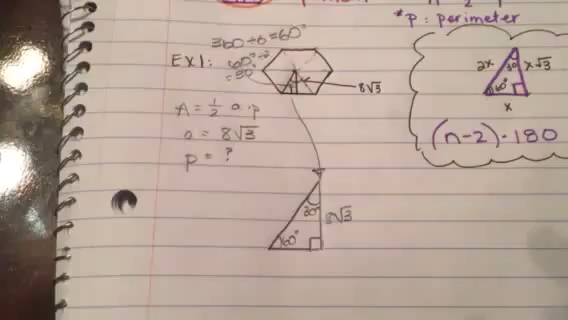 *p: perimeter
360÷6=60°
EX1: 60°÷2
=30
8√3
A = 1/2 a·p
a = 8√3
p = ?
30°
8√3
60°
2x 30° x√3
60°
x
(n-2)·180